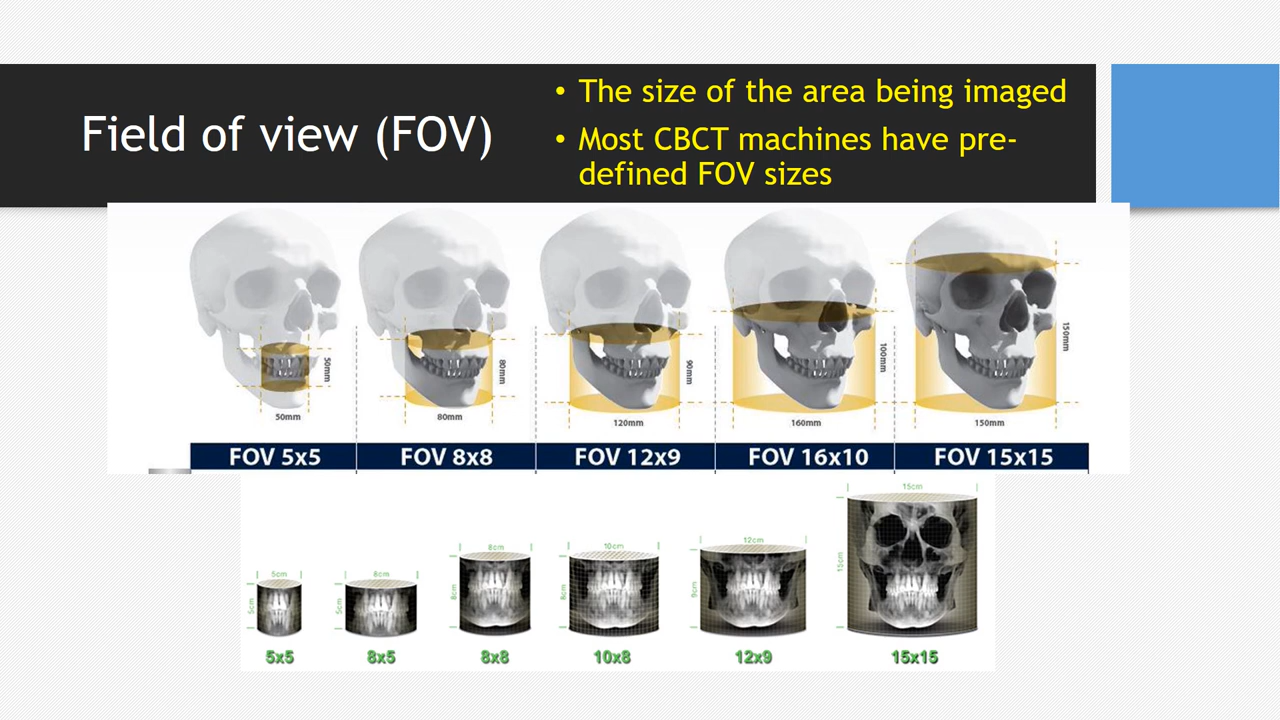 Field of view (FOV)
• The size of the area being imaged
• Most CBCT machines have pre-
defined FOV sizes
50mm
50mm
80mm
80mm
90mm
120mm
100mm
160mm
150mm
150mm
FOV 5x5
FOV 8x8
FOV 12x9
FOV 16x10
FOV 15x15
5cm
5cm
8cm
5cm
8cm
8cm
10cm
8cm
12cm
9cm
15cm
15cm
5x5
8x5
8x8
10x8
12x9
15x15